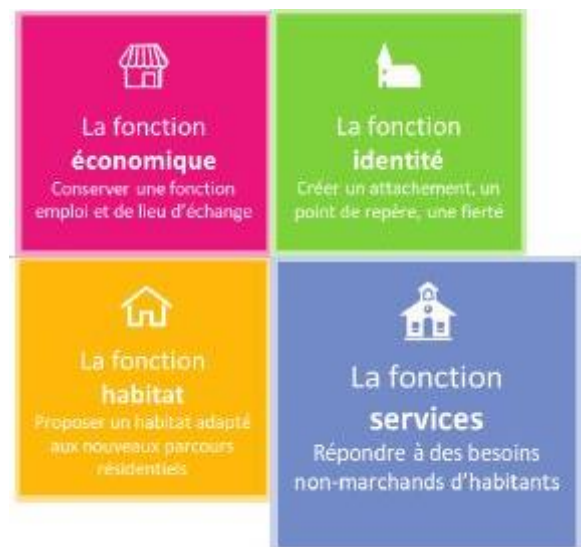 La fonction
économique
Conserver une fonction
emploi et de lieu d'échange
La fonction
identité
Créer un attachement, un
point de repère, une fierté
La fonction
habitat
Proposer un habitat adapté
aux nouveaux parcours
résidentiels
La fonction
services
Répondre à des besoins
non-marchands d'habitants